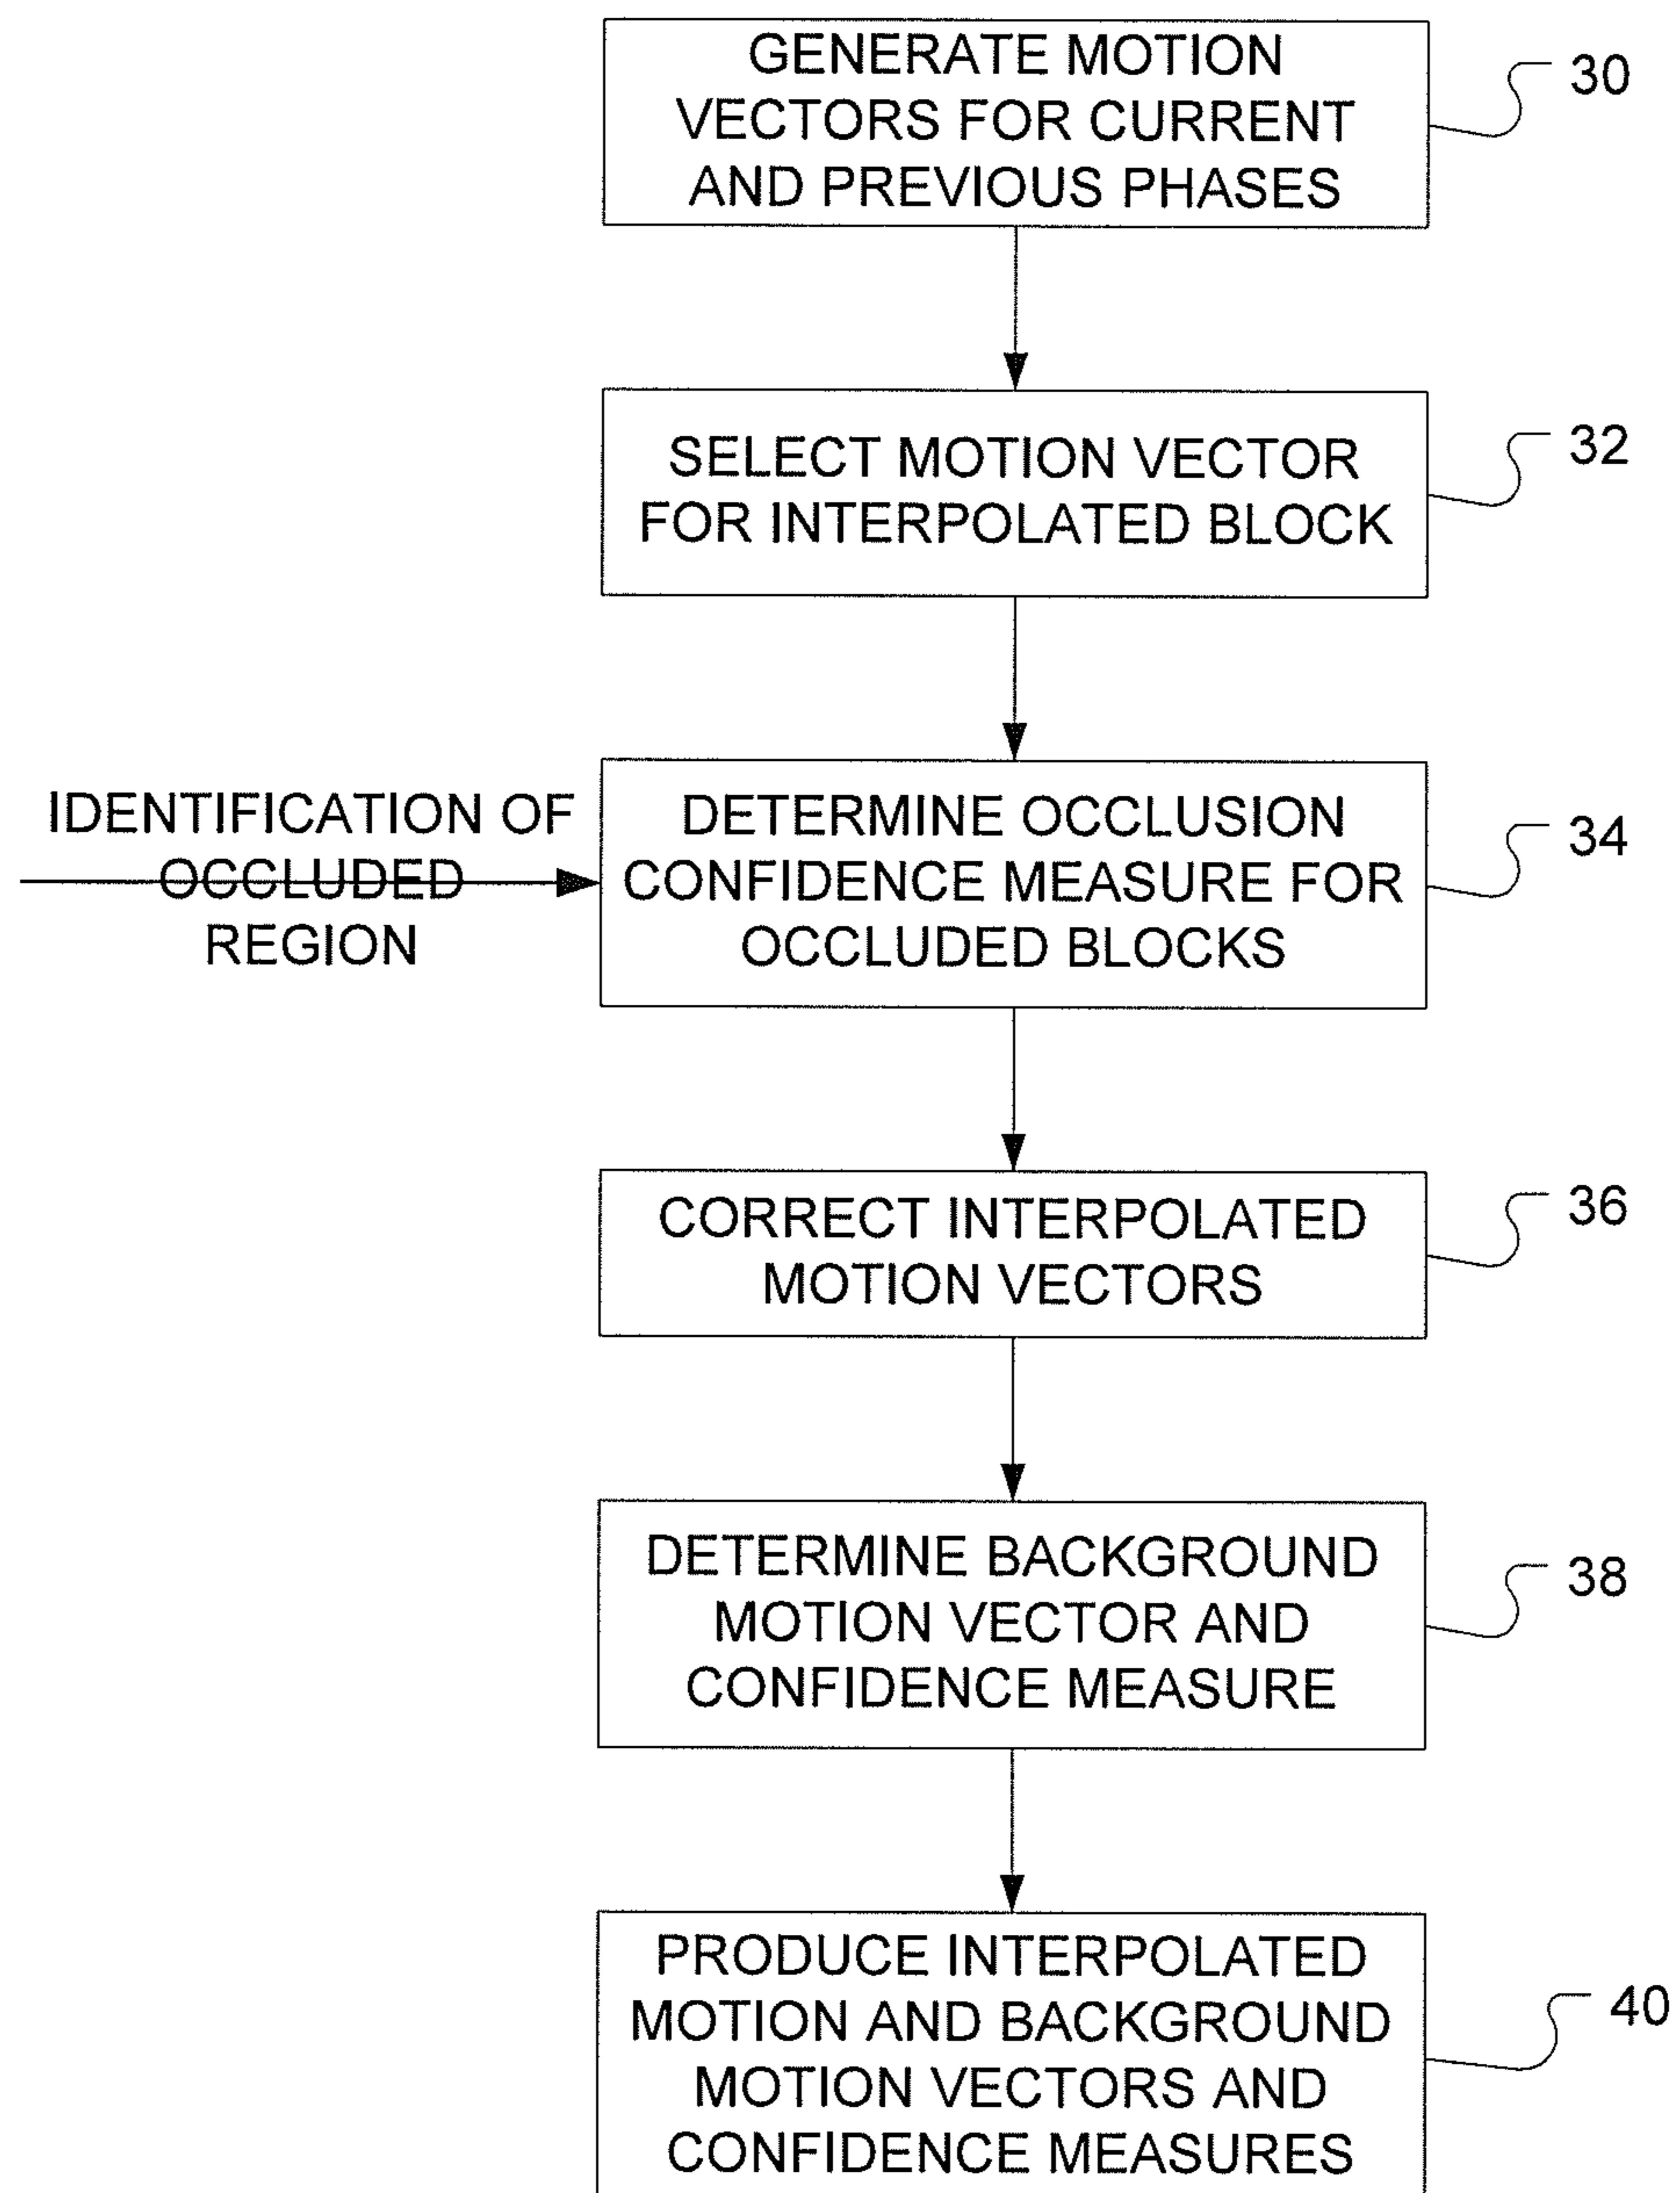 GENERATE MOTION
VECTORS FOR CURRENT
AND PREVIOUS PHASES
30
SELECT MOTION VECTOR
FOR INTERPOLATED BLOCK
32
IDENTIFICATION OF
OCCLUDED
REGION
DETERMINE OCCLUSION
CONFIDENCE MEASURE FOR
OCCLUDED BLOCKS
34
CORRECT INTERPOLATED
MOTION VECTORS
36
DETERMINE BACKGROUND
MOTION VECTOR AND
CONFIDENCE MEASURE
38
PRODUCE INTERPOLATED
MOTION AND BACKGROUND
MOTION VECTORS AND
CONFIDENCE MEASURES
40